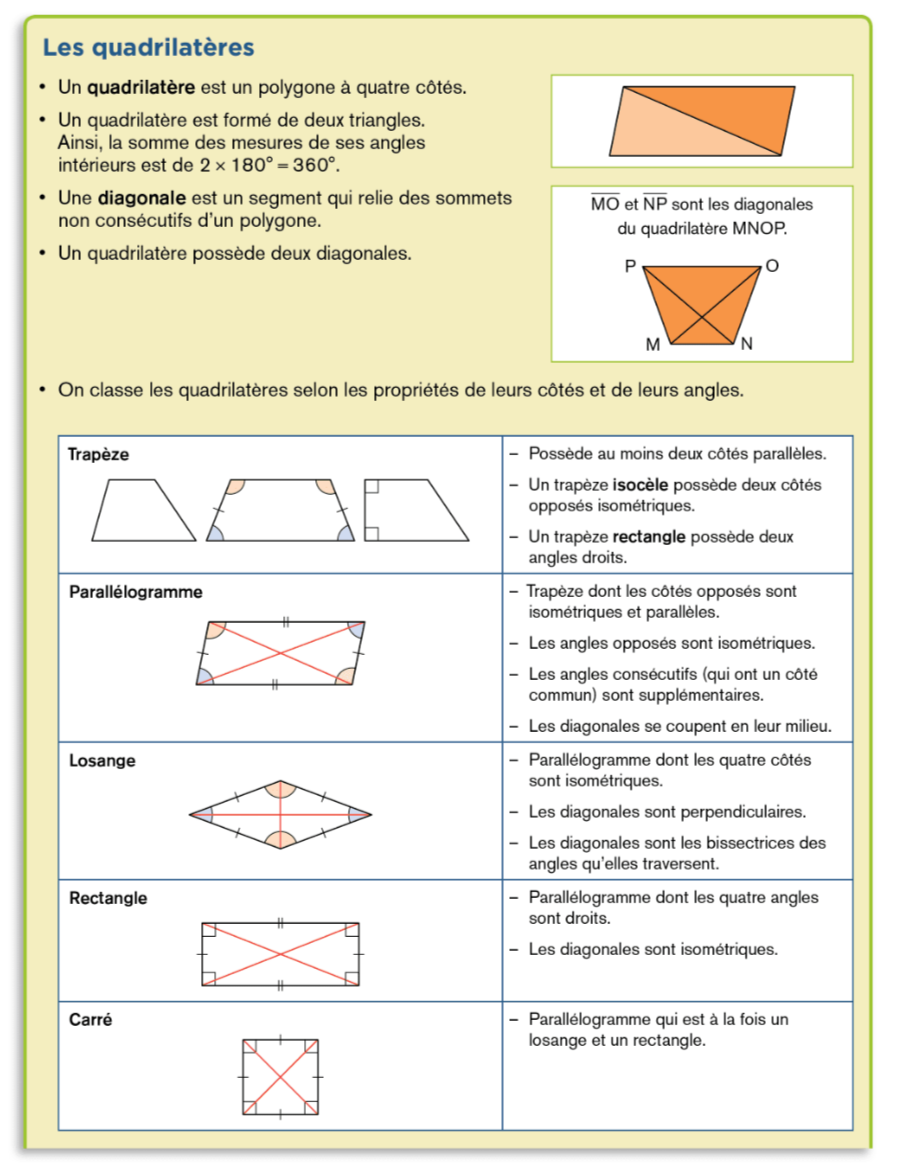 Les quadrilatères
• Un quadrilatère est un polygone à quatre côtés.
• Un quadrilatère est formé de deux triangles.
Ainsi, la somme des mesures de ses angles
intérieurs est de 2 × 180° = 360°.
• Une diagonale est un segment qui relie des sommets
non consécutifs d'un polygone.
• Un quadrilatère possède deux diagonales.
M̅O̅ et N̅P̅ sont les diagonales
du quadrilatère MNOP.
P
O
M
N
• On classe les quadrilatères selon les propriétés de leurs côtés et de leurs angles.
Trapèze
– Possède au moins deux côtés parallèles.
– Un trapèze isocèle possède deux côtés
opposés isométriques.
– Un trapèze rectangle possède deux
angles droits.
Parallélogramme
– Trapèze dont les côtés opposés sont
isométriques et parallèles.
– Les angles opposés sont isométriques.
– Les angles consécutifs (qui ont un côté
commun) sont supplémentaires.
– Les diagonales se coupent en leur milieu.
Losange
– Parallélogramme dont les quatre côtés
sont isométriques.
– Les diagonales sont perpendiculaires.
– Les diagonales sont les bissectrices des
angles qu'elles traversent.
Rectangle
– Parallélogramme dont les quatre angles
sont droits.
– Les diagonales sont isométriques.
Carré
– Parallélogramme qui est à la fois un
losange et un rectangle.